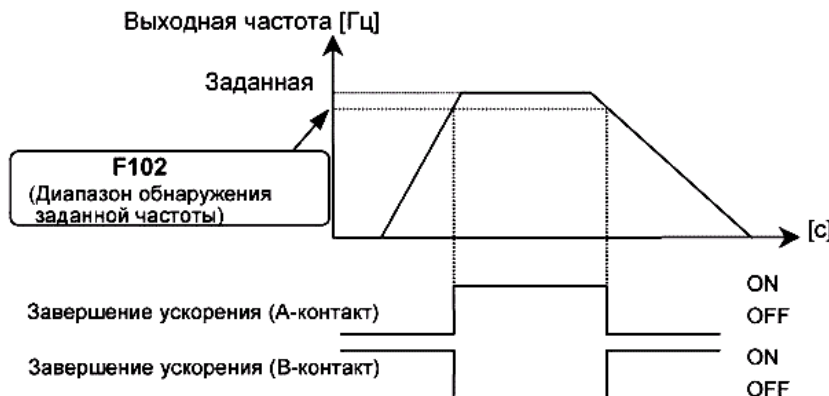 Выходная частота [Гц]
Заданная
F102
(Диапазон обнаружения
заданной частоты)
[с]
ON
Завершение ускорения (А-контакт)
OFF
ON
Завершение ускорения (В-контакт)
OFF